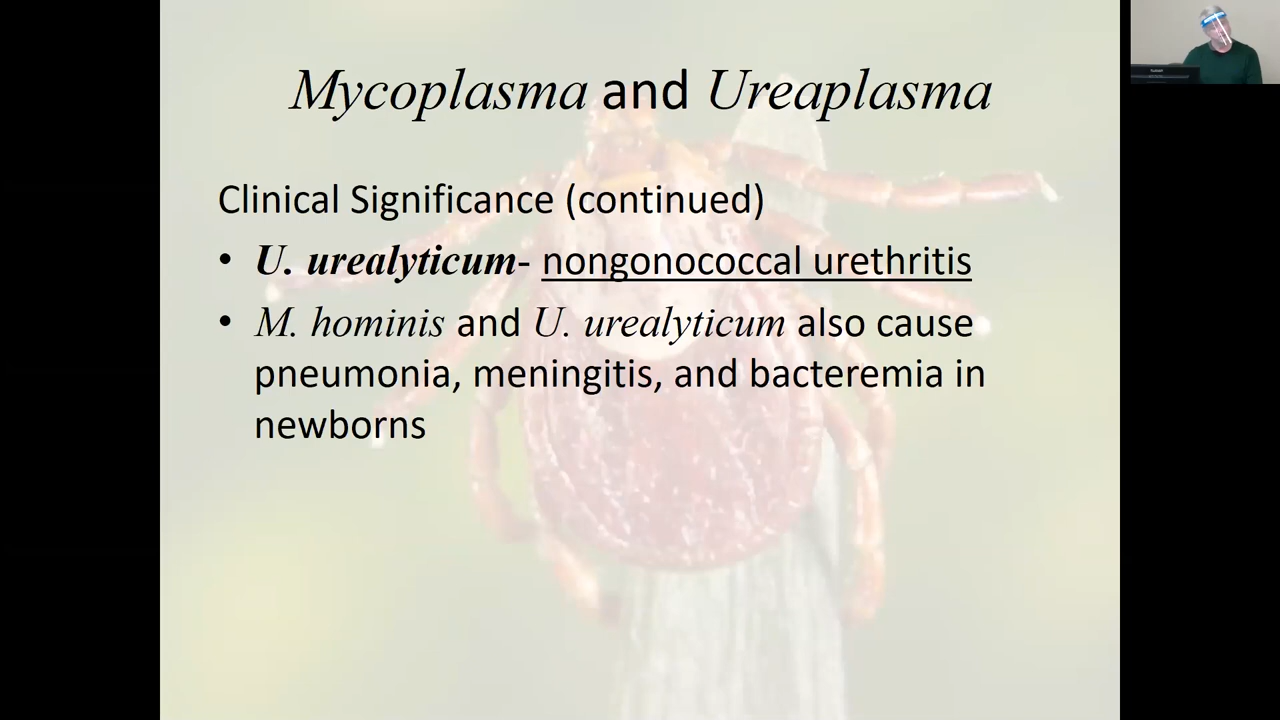 Mycoplasma and Ureaplasma
Clinical Significance (continued)
• U. urealyticum- nongonococcal urethritis
• M. hominis and U. urealyticum also cause
pneumonia, meningitis, and bacteremia in
newborns